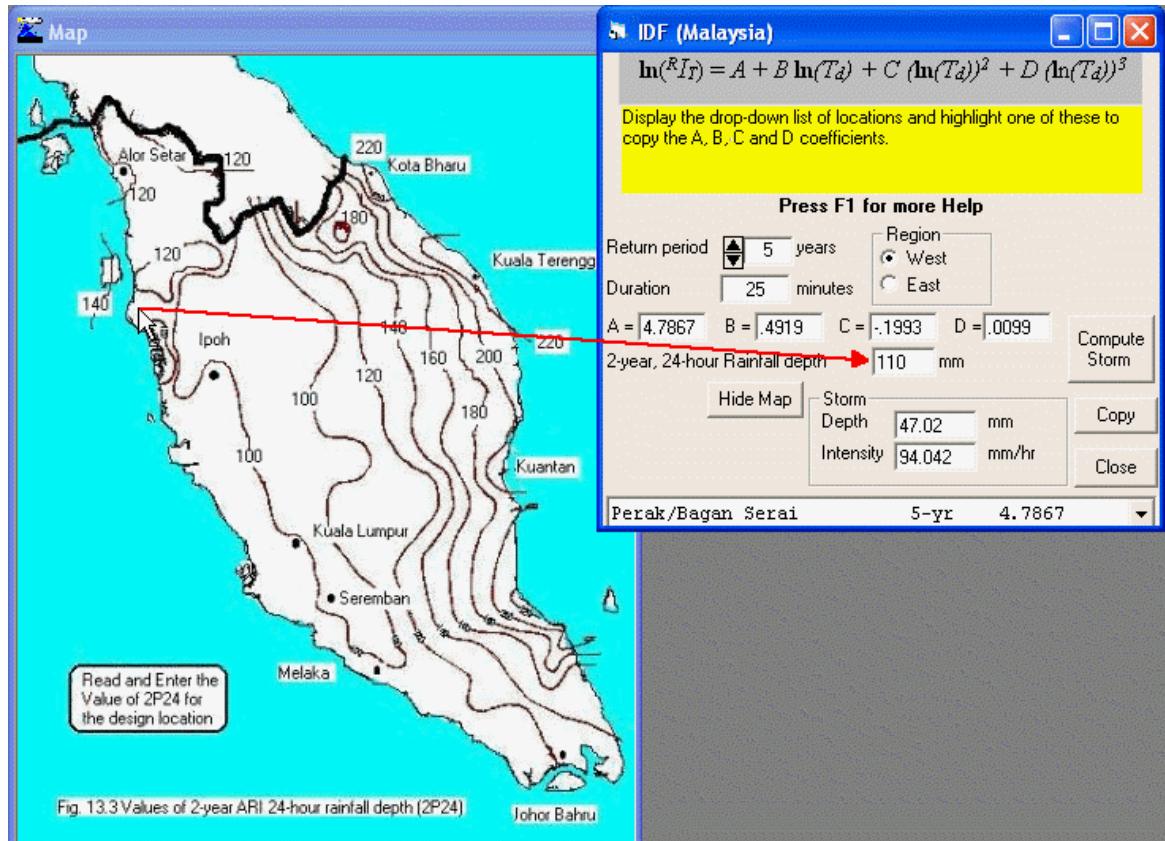 Map
Alor Setar
120
120
120
140
220
Kota Bharu
180
Kuala Terengg
Ipoh
140
160
200
220
120
100
180
100
Kuantan
Kuala Lumpur
Seremban
Melaka
Read and Enter the
Value of 2P24 for
the design location
Fig. 13.3 Values of 2-year ARI 24-hour rainfall depth (2P24)
Johor Bahru
IDF (Malaysia)
ln(ᴿIT) = A + B ln(Td) + C (ln(Td))² + D (ln(Td))³
Display the drop-down list of locations and highlight one of these to
copy the A, B, C and D coefficients.
Press F1 for more Help
Return period 5 years
Region
West
East
Duration 25 minutes
A = 4.7867 B = .4919 C = -.1993 D = .0099
2-year, 24-hour Rainfall depth 110 mm
Compute
Storm
Hide Map
Storm
Depth 47.02 mm
Intensity 94.042 mm/hr
Copy
Close
Perak/Bagan Serai 5-yr 4.7867